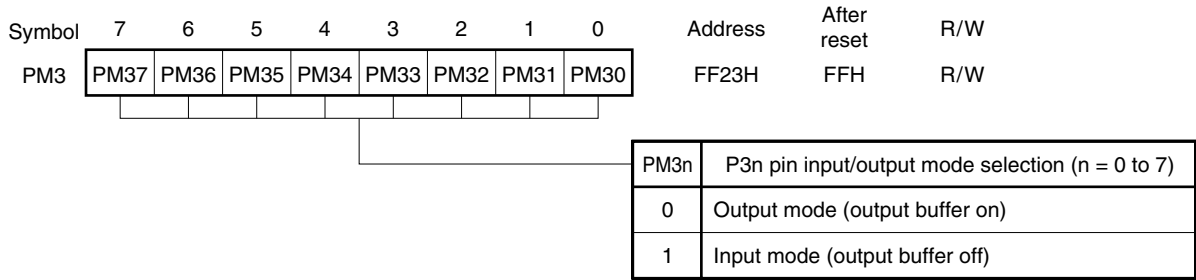 Symbol 7 6 5 4 3 2 1 0 Address After reset R/W
PM3 PM37 PM36 PM35 PM34 PM33 PM32 PM31 PM30 FF23H FFH R/W
PM3n P3n pin input/output mode selection (n = 0 to 7)
0 Output mode (output buffer on)
1 Input mode (output buffer off)